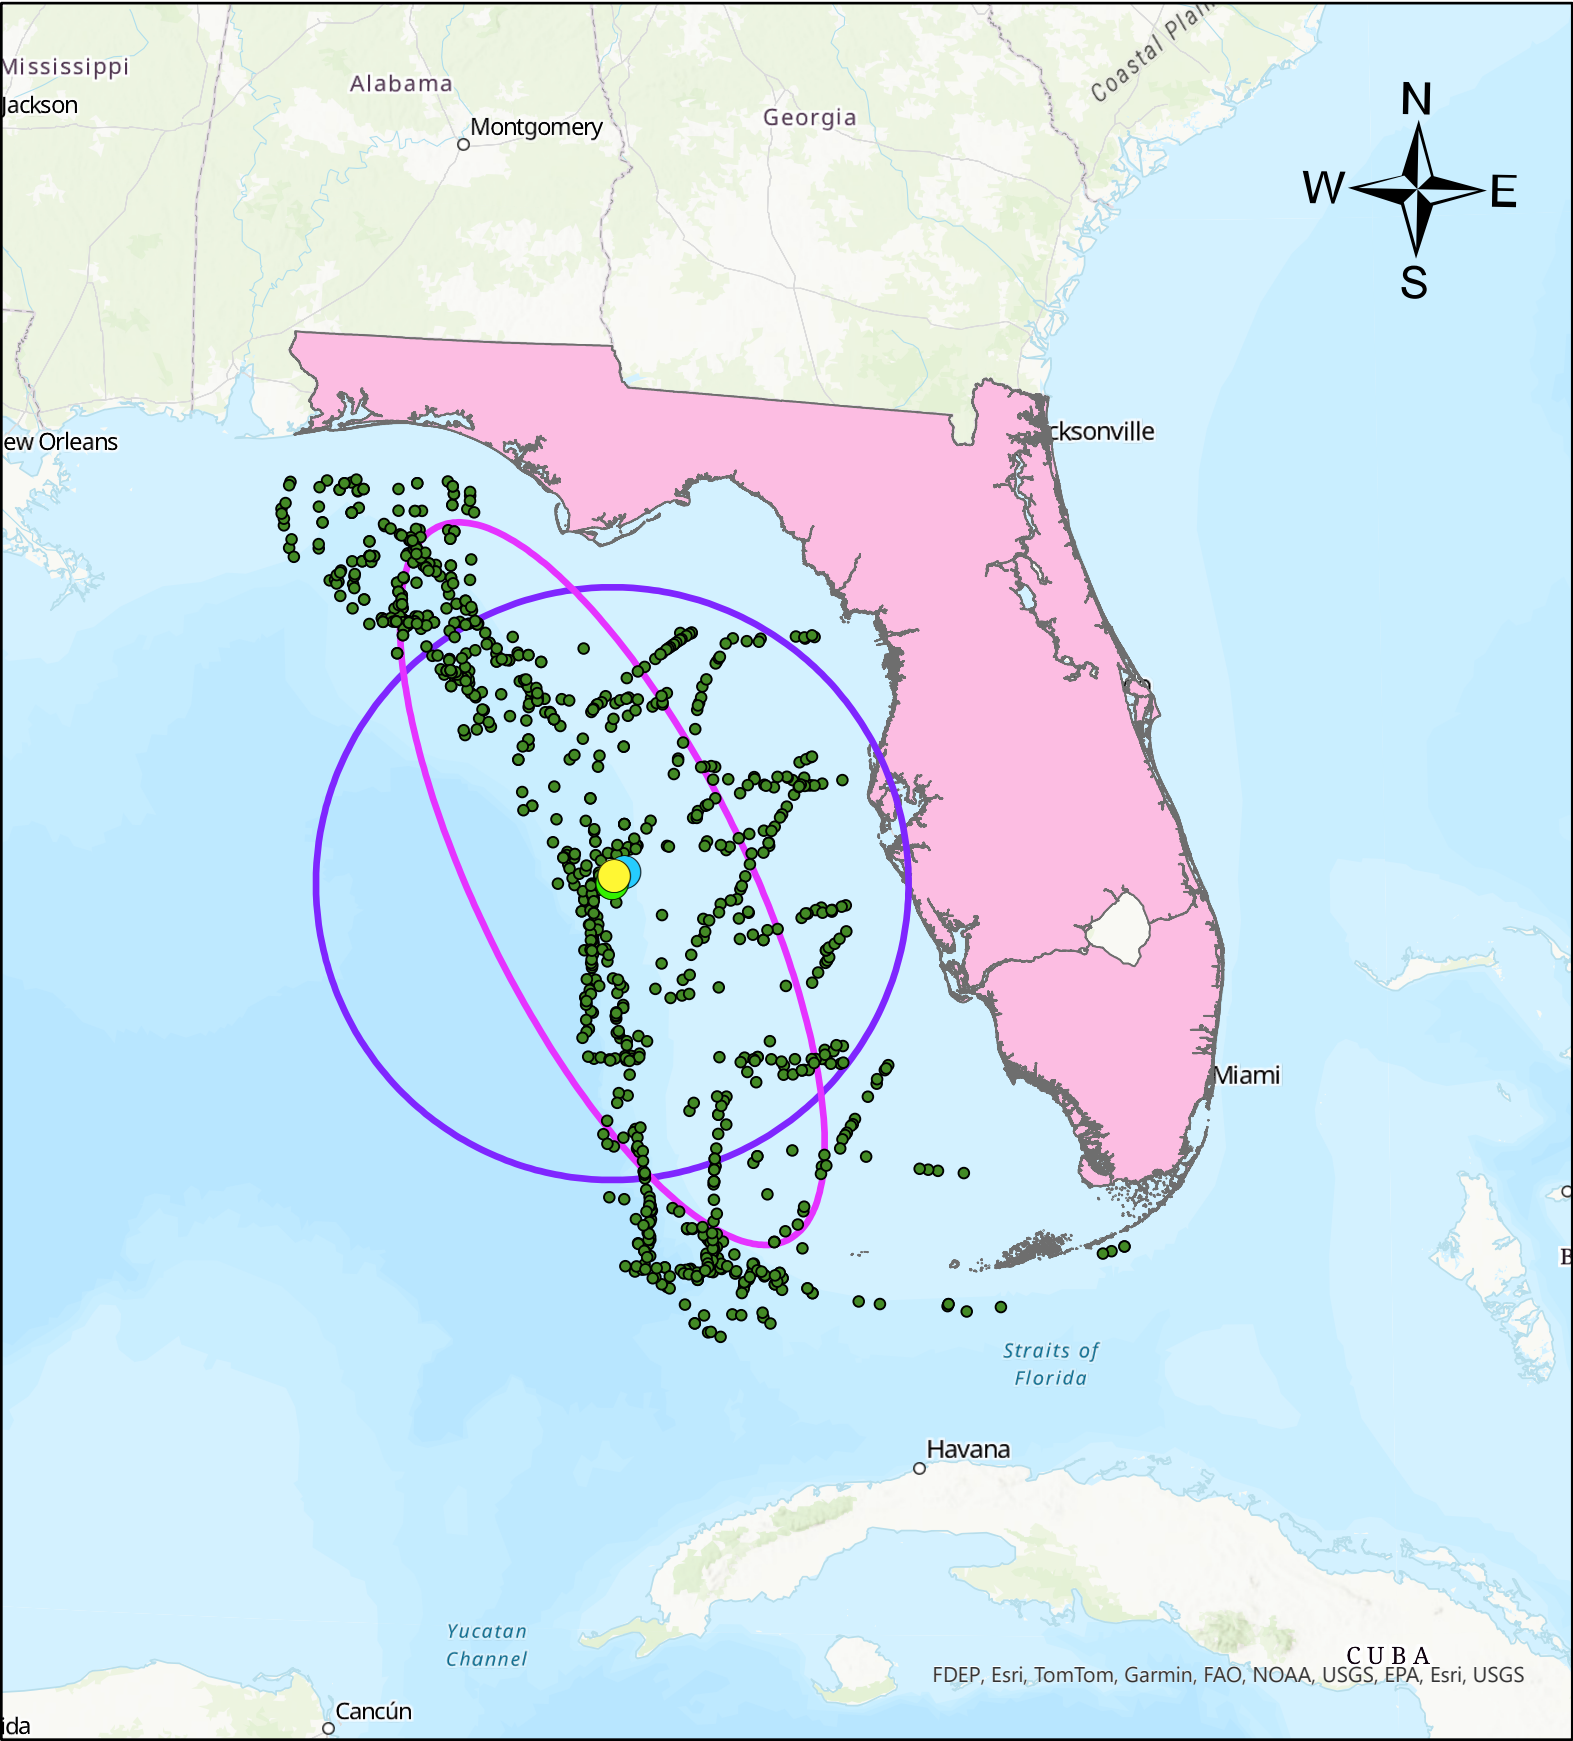 Coastal Plain
Mississippi
Alabama
Jackson
Georgia
Montgomery
N
W
E
S
cksonville
ew Orleans
Miami
B
Straits of
Florida
Havana
Yucatan
Channel
CUBA
FDEP, Esri, TomTom, Garmin, FAO, NOAA, USGS, EPA, Esri, USGS
Cancún
ida